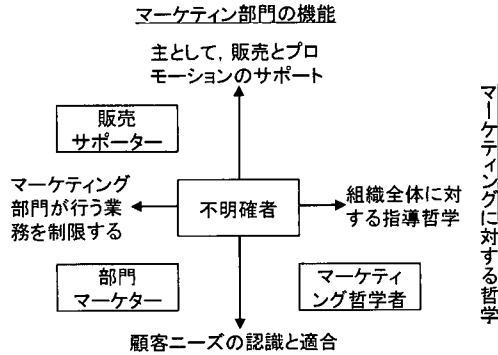 マーケティン部門の機能
主として，販売とプロ
モーションのサポート
販売
サポーター
マーケティング
部門が行う業
務を制限する
不明確者
組織全体に対
する指導哲学
部門
マーケター
マーケティ
ング哲学者
顧客ニーズの認識と適合
マーケティングに対する哲学